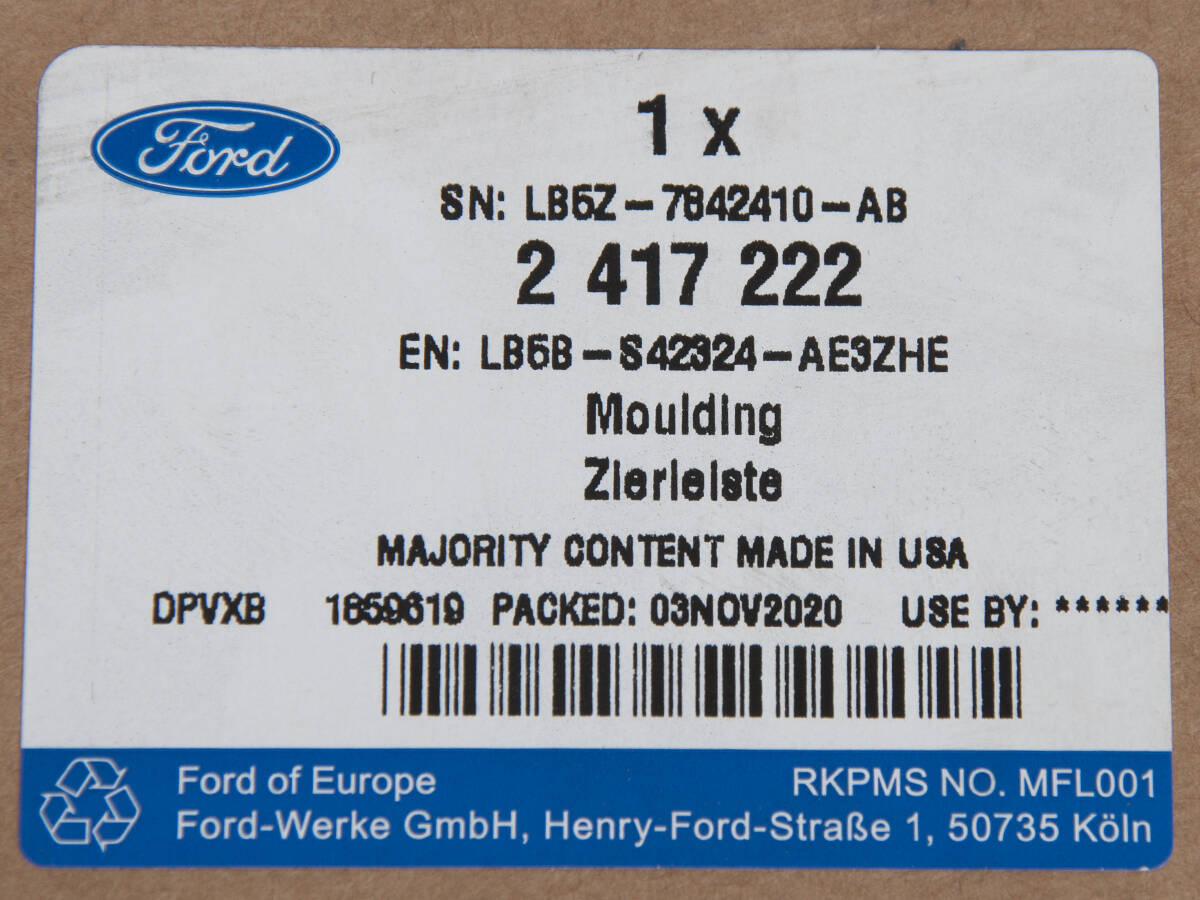 Ford
1 x
SN: LB5Z-7842410-AB
2 417 222
EN: LB5B-S42324-AE3ZHE
Moulding
Zierleiste
MAJORITY CONTENT MADE IN USA
DPVXB 1659619 PACKED: 03NOV2020 USE BY: ******
Ford of Europe RKPMS NO. MFL001
Ford-Werke GmbH, Henry-Ford-Straße 1, 50735 Köln